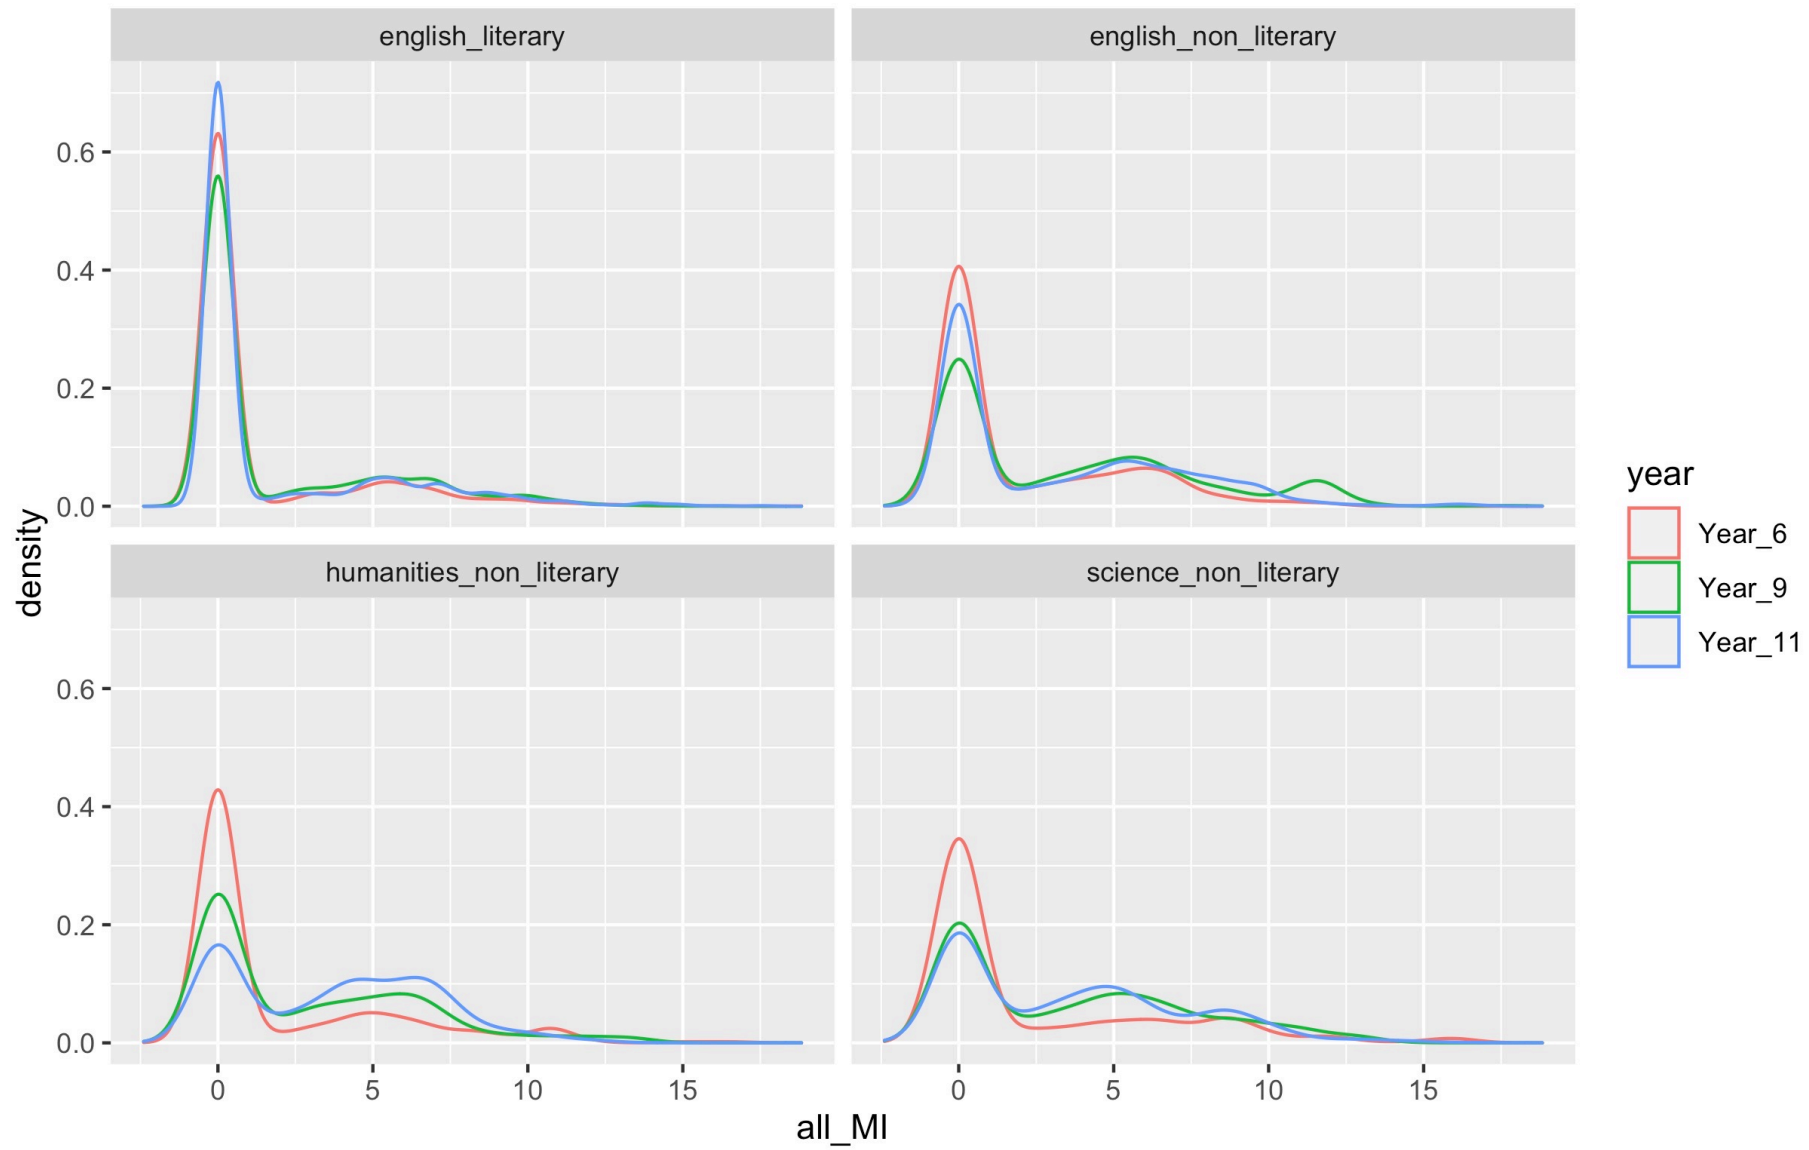 english_literary
english_non_literary
0.6
0.4
0.2
0.0
humanities_non_literary
science_non_literary
0.6
0.4
0.2
0.0
0 5 10 15
0 5 10 15
all_MI
density
year
Year_6
Year_9
Year_11